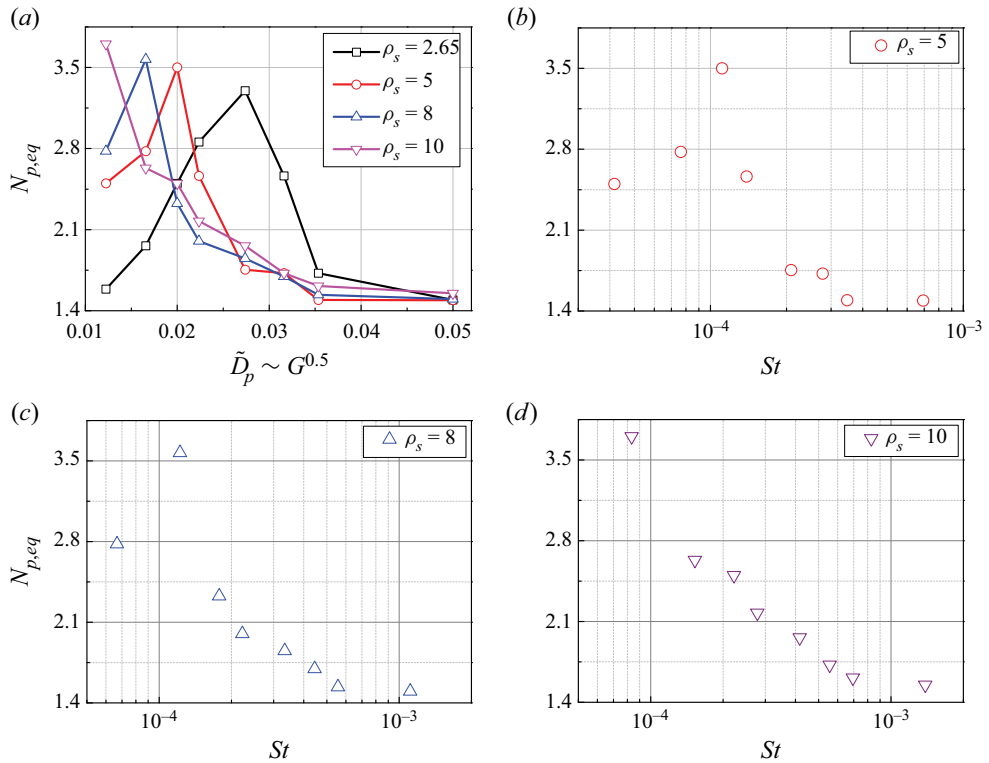 (a)
3.5
2.8
2.1
1.4
N_{p,eq}
ρ_s = 2.65
ρ_s = 5
ρ_s = 8
ρ_s = 10
0.01 0.02 0.03 0.04 0.05
D̃_p ∼ G^{0.5}
(b)
3.5
2.8
2.1
1.4
ρ_s = 5
10^{–4} 10^{–3}
St
(c)
3.5
2.8
2.1
1.4
N_{p,eq}
ρ_s = 8
10^{–4} 10^{–3}
St
(d)
3.5
2.8
2.1
1.4
ρ_s = 10
10^{–4} 10^{–3}
St